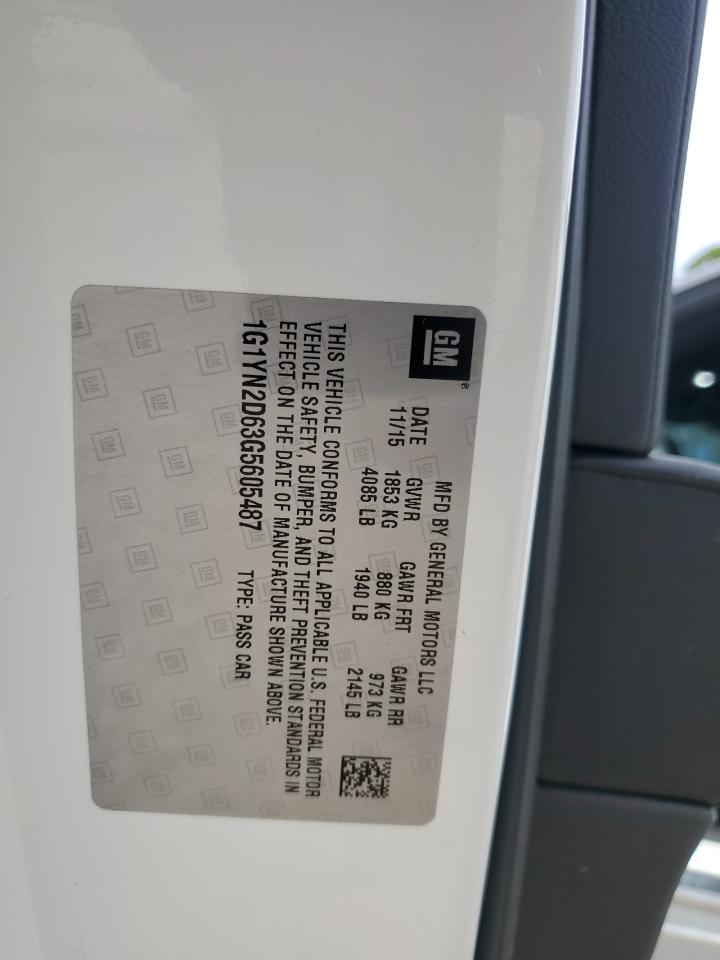 GM
MFD BY GENERAL MOTORS LLC
DATE GVWR GAWR FRT GAWR RR
11/15 1853 KG 880 KG 973 KG
4085 LB 1940 LB 2145 LB
THIS VEHICLE CONFORMS TO ALL APPLICABLE U.S. FEDERAL MOTOR
VEHICLE SAFETY, BUMPER, AND THEFT PREVENTION STANDARDS IN
EFFECT ON THE DATE OF MANUFACTURE SHOWN ABOVE.
1G1YN2D63G5605487 TYPE: PASS CAR